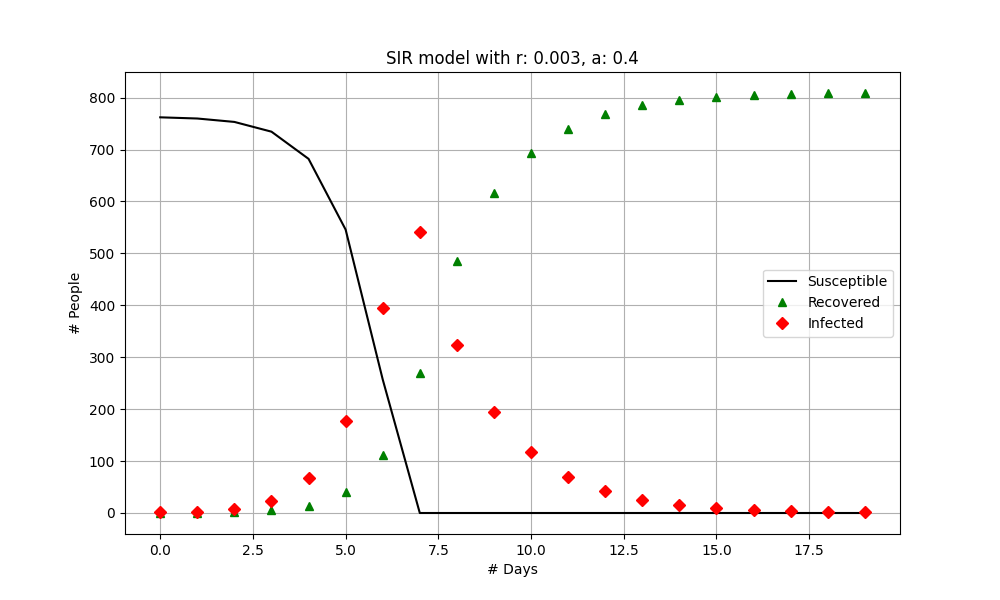 SIR model with r: 0.003, a: 0.4
800
700
600
500
400
300
200
100
0
# People
Susceptible
Recovered
Infected
0.0 2.5 5.0 7.5 10.0 12.5 15.0 17.5
# Days